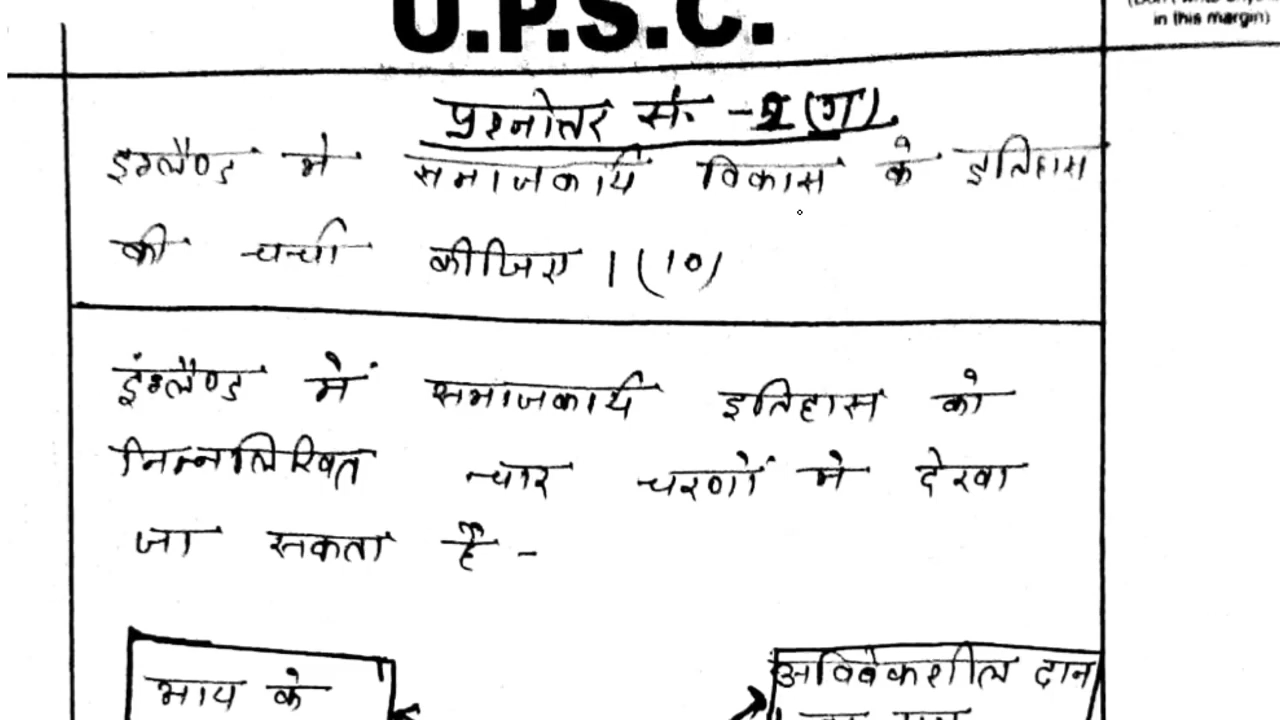 U.P.S.C.
in this margin)
प्रश्नोत्तर सं. -2(ग)
इंग्लैण्ड में समाजकार्य विकास के इतिहास
की चर्चा कीजिए । (10)
इंग्लैण्ड में समाजकार्य इतिहास को
निम्नलिखित चार चरणों में देखा
जा सकता है -
भाय के
अविवेकशील दान